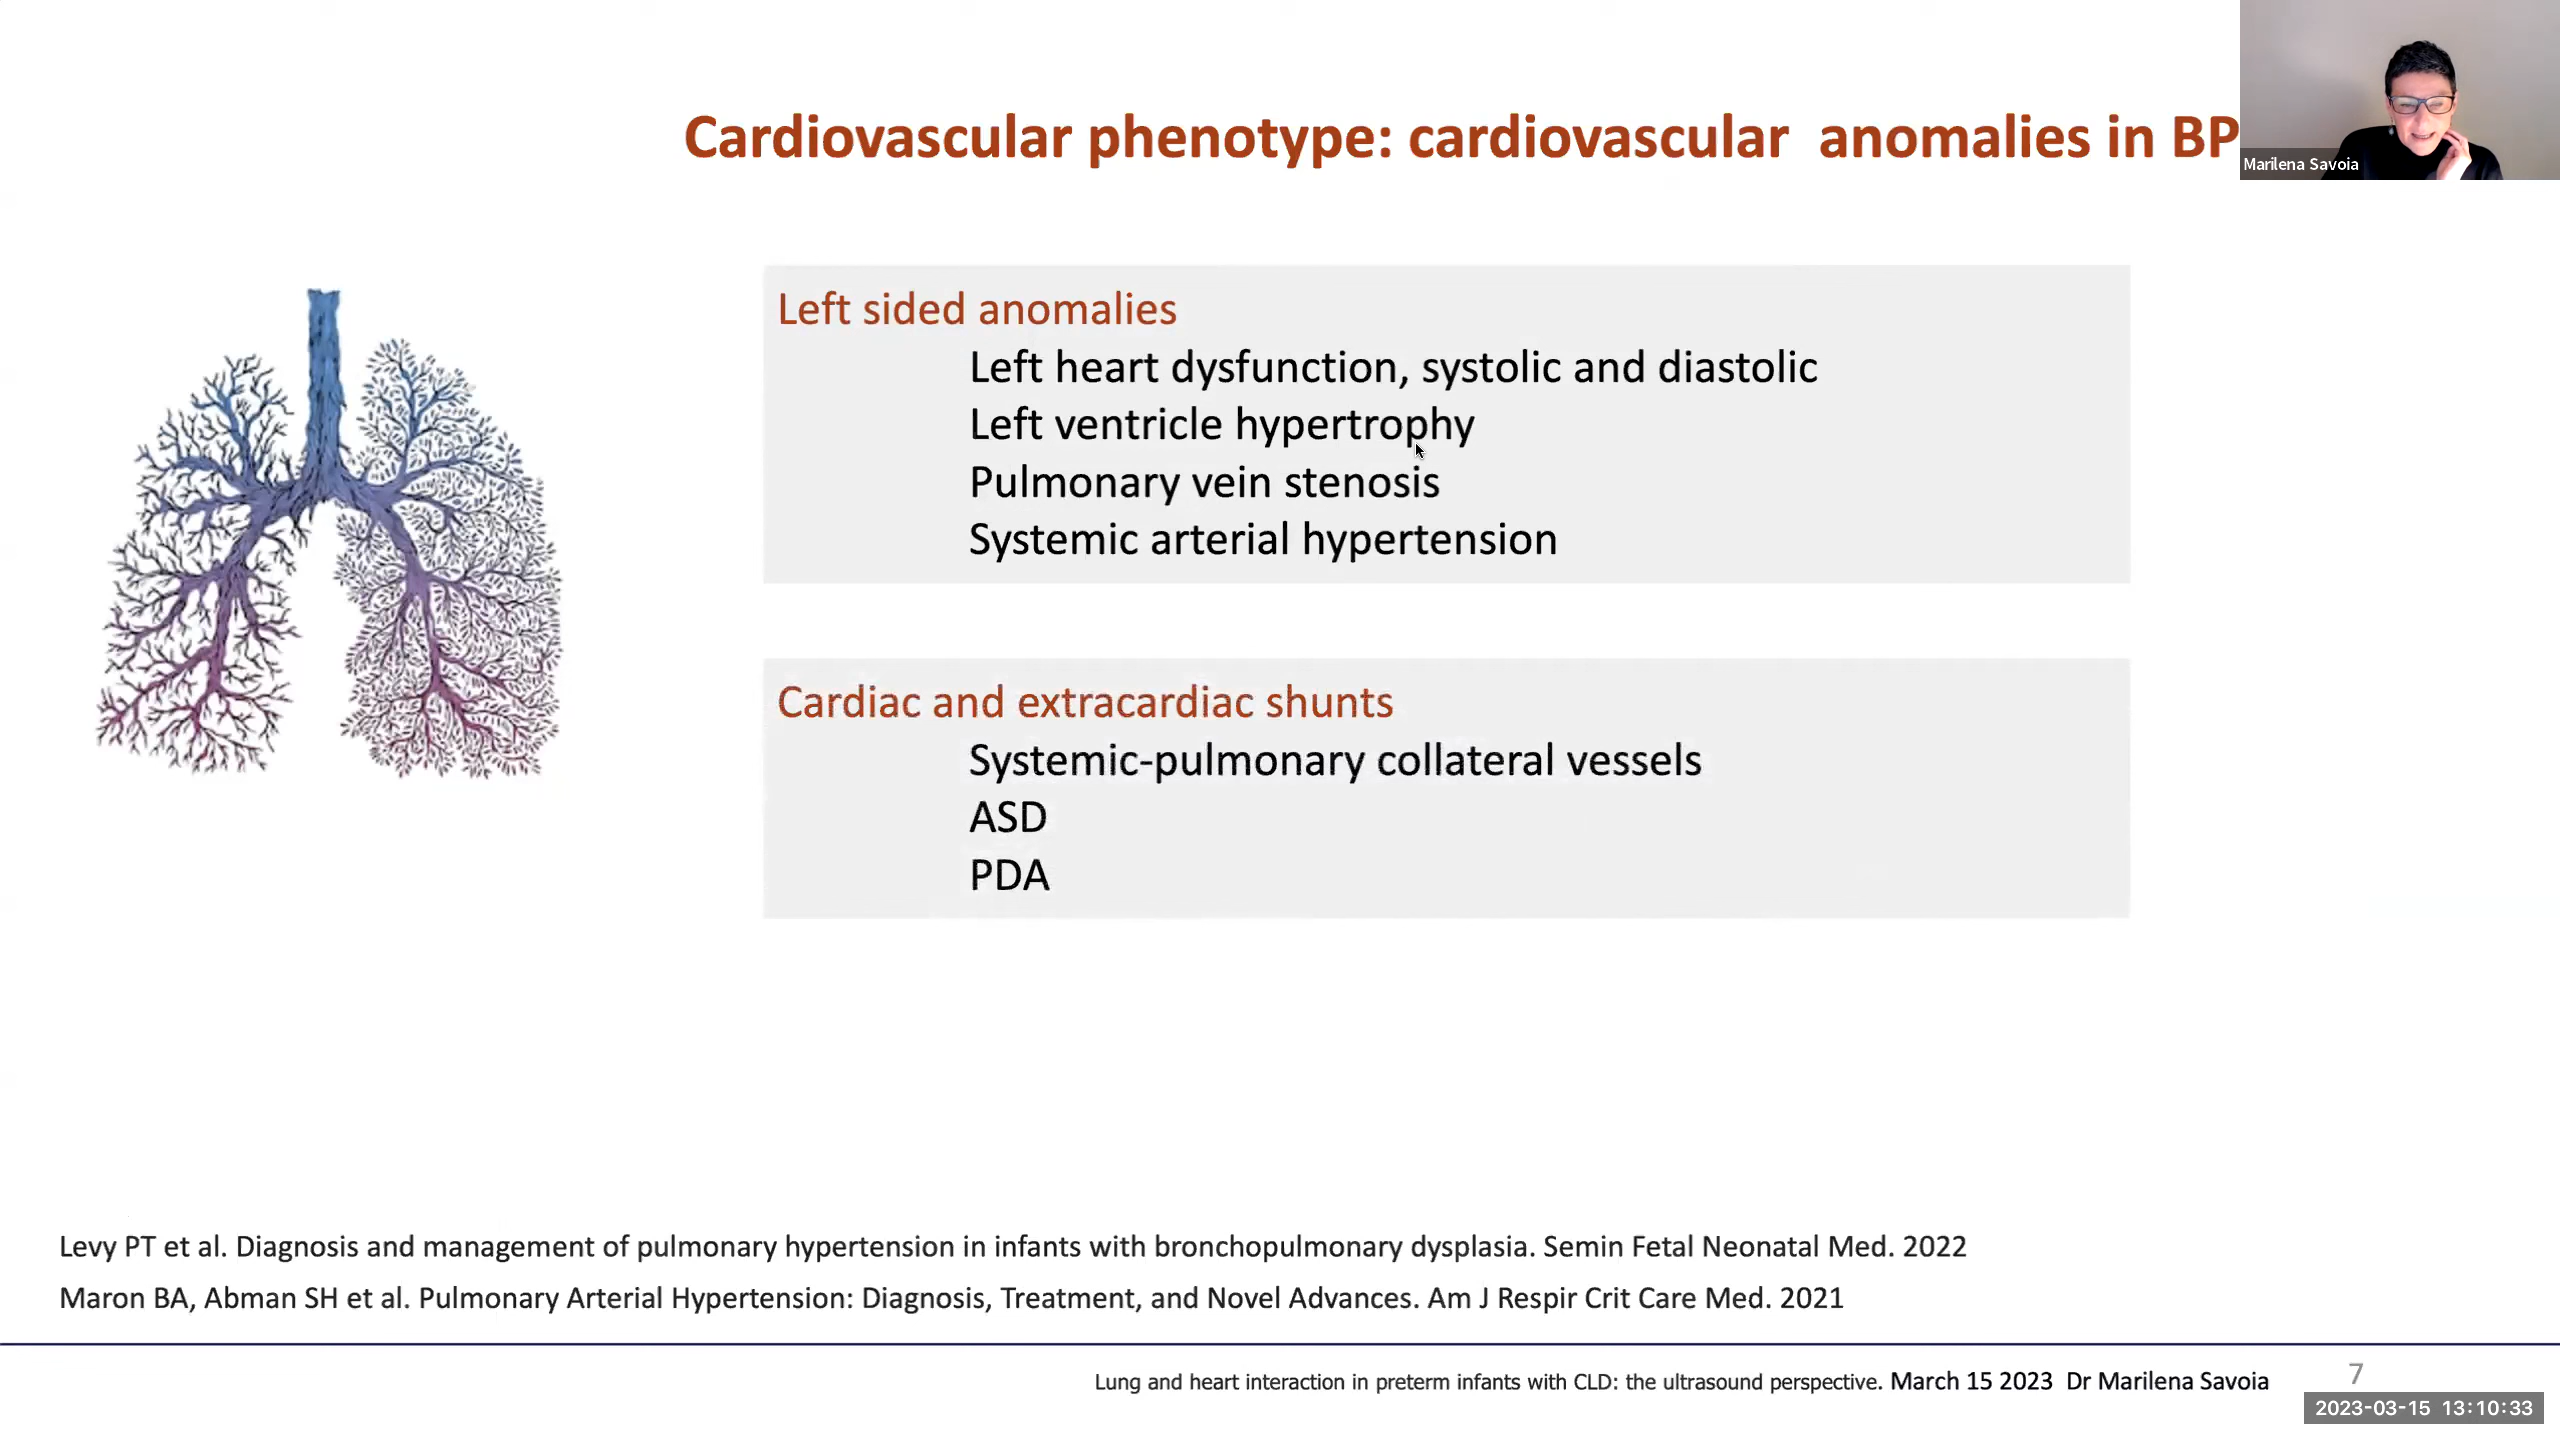 Cardiovascular phenotype: cardiovascular anomalies in BP
Marilena Savoia
Left sided anomalies
Left heart dysfunction, systolic and diastolic
Left ventricle hypertrophy
Pulmonary vein stenosis
Systemic arterial hypertension
Cardiac and extracardiac shunts
Systemic-pulmonary collateral vessels
ASD
PDA
Levy PT et al. Diagnosis and management of pulmonary hypertension in infants with bronchopulmonary dysplasia. Semin Fetal Neonatal Med. 2022
Maron BA, Abman SH et al. Pulmonary Arterial Hypertension: Diagnosis, Treatment, and Novel Advances. Am J Respir Crit Care Med. 2021
Lung and heart interaction in preterm infants with CLD: the ultrasound perspective. March 15 2023 Dr Marilena Savoia
7
2023-03-15 13:10:33